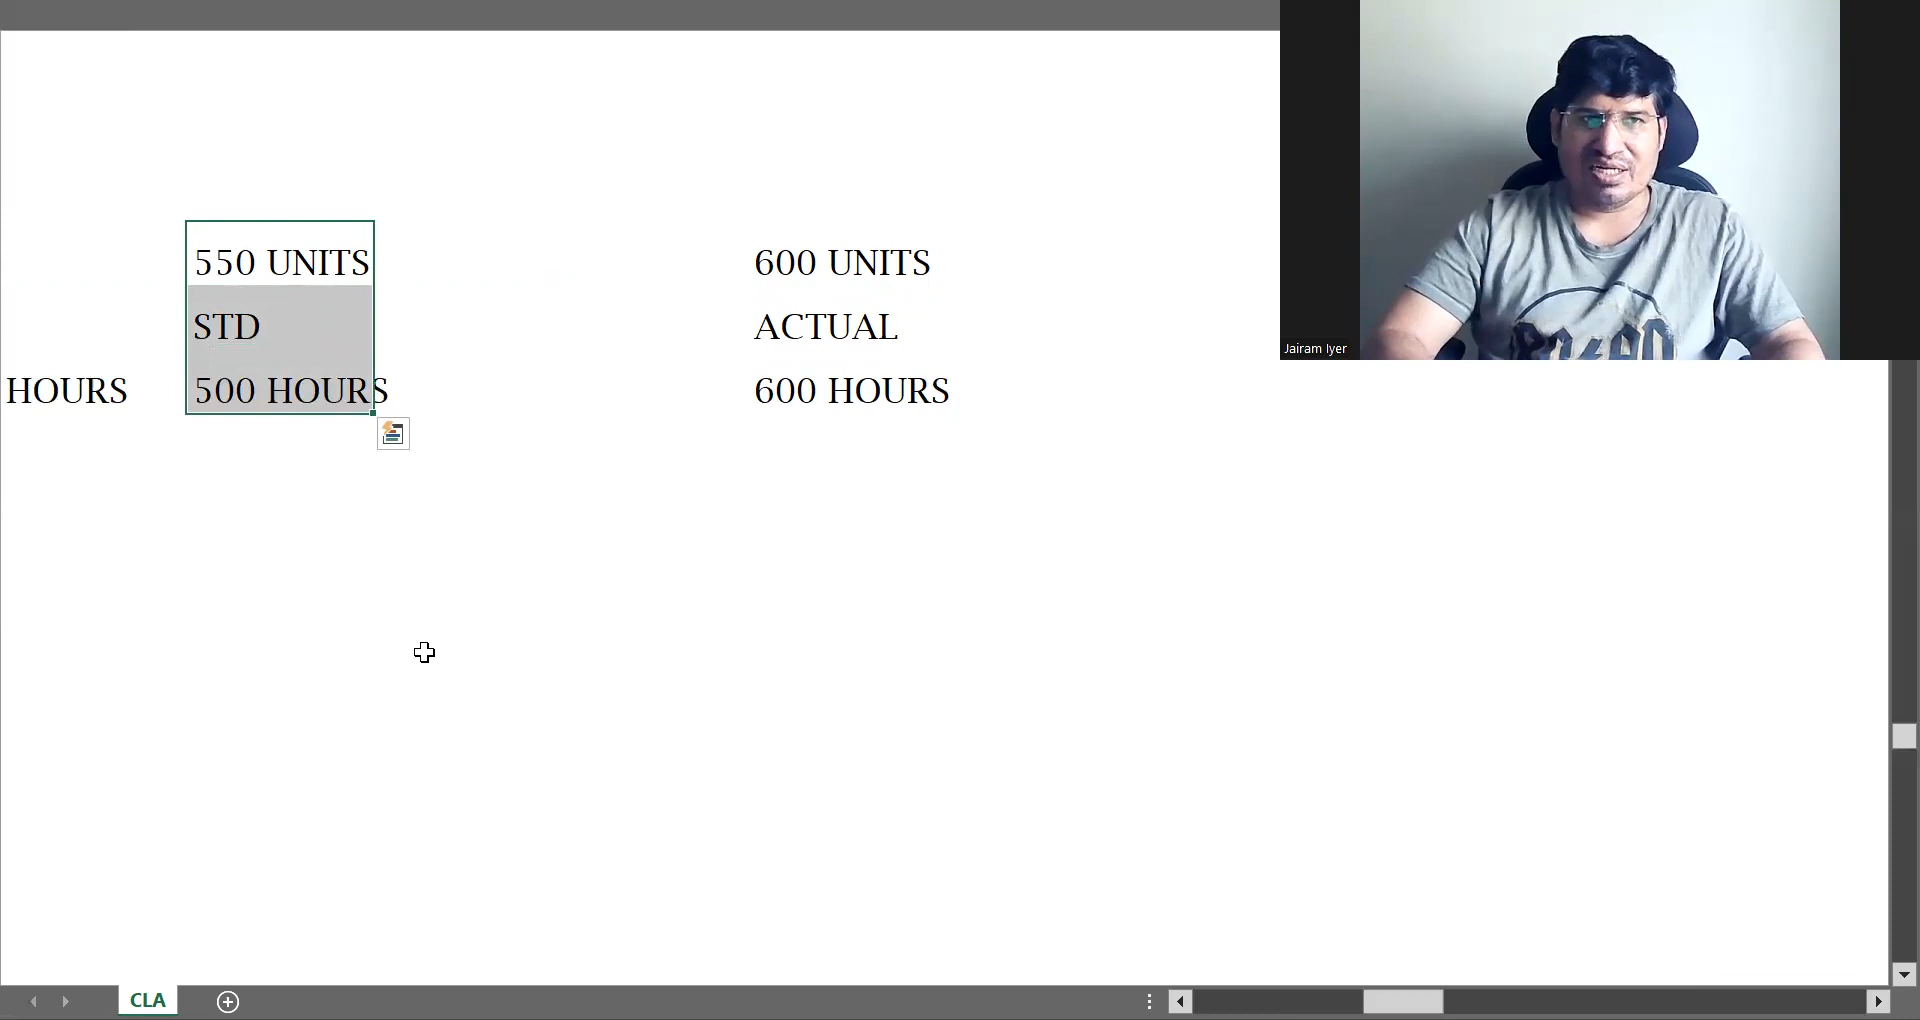 550 UNITS 600 UNITS
STD ACTUAL
HOURS 500 HOURS 600 HOURS
Jairam Iyer
CLA